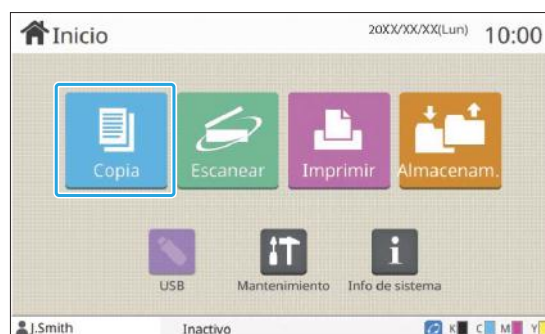 Inicio
20XX/XX/XX(Lun) 10:00
Copia Escanear Imprimir Almacenam.
USB Mantenimiento Info de sistema
J.Smith Inactivo K C M Y